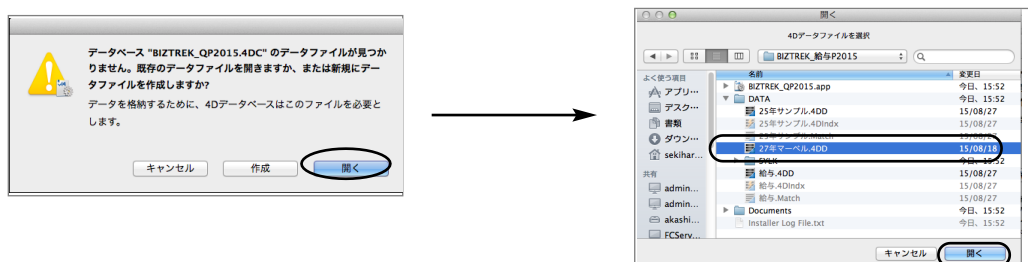 データベース "BIZTREK_QP2015.4DC" のデータファイルが見つか
りません。既存のデータファイルを開きますか、または新規にデー
タファイルを作成しますか?
データを格納するために、4Dデータベースはこのファイルを必要と
します。
キャンセル
作成
開く
開く
4Dデータファイルを選択
BIZTREK_給与P2015
よく使う項目
アプリ…
デスク…
書類
ダウン…
sekihar…
共有
admin...
admin...
akashi...
FCServ...
名前 変更日
BIZTREK_QP2015.app 今日、15:52
DATA 今日、15:52
25年サンプル.4DD 15/08/27
25年サンプル.4DIndx 15/08/27
25年サンプル.Match 15/08/27
27年マーベル.4DD 15/08/18
SYLK 今日、15:52
給与.4DD 15/08/27
給与.4DIndx 15/08/27
給与.Match 15/08/27
Documents 今日、15:52
Installer Log File.txt 今日、15:52
キャンセル
開く